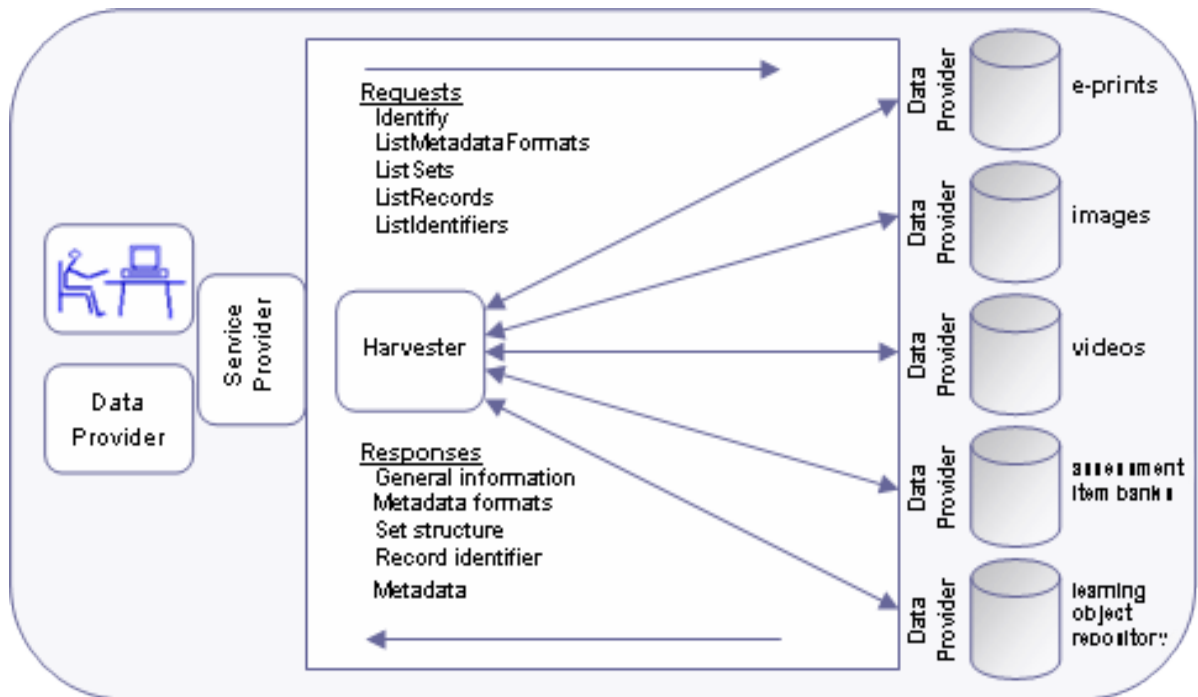 Requests
Identify
ListMetadataFormats
ListSets
ListRecords
ListIdentifiers
Service
Provider
Data
Provider
Harvester
Responses
General information
Metadata formats
Set structure
Record identifier
Metadata
Data
Provider
e-prints
Data
Provider
images
Data
Provider
videos
Data
Provider
assessment
item banks
Data
Provider
learning
object
repository